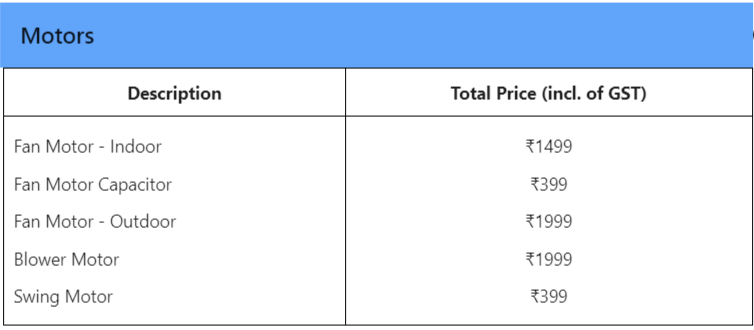 Motors
Description Total Price (incl. of GST)
Fan Motor - Indoor ₹1499
Fan Motor Capacitor ₹399
Fan Motor - Outdoor ₹1999
Blower Motor ₹1999
Swing Motor ₹399